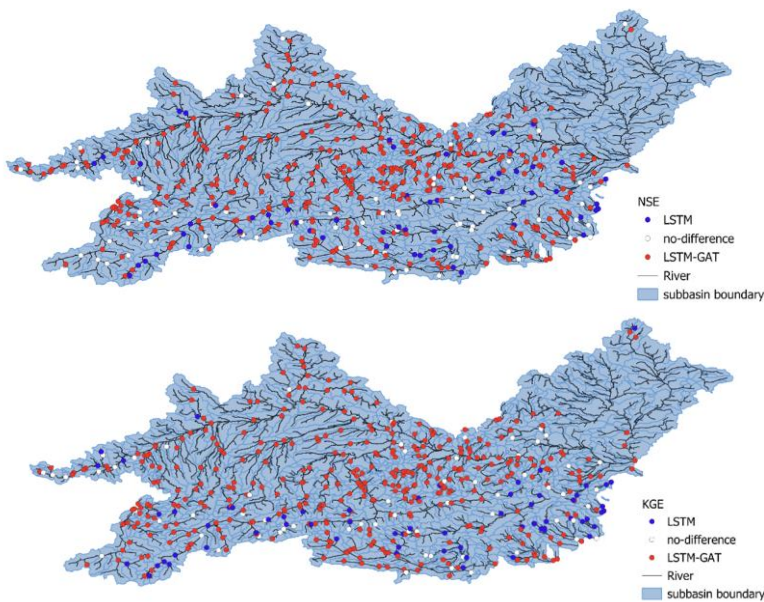 NSE
LSTM
no-difference
LSTM-GAT
River
subbasin boundary
KGE
LSTM
no-difference
LSTM-GAT
River
subbasin boundary